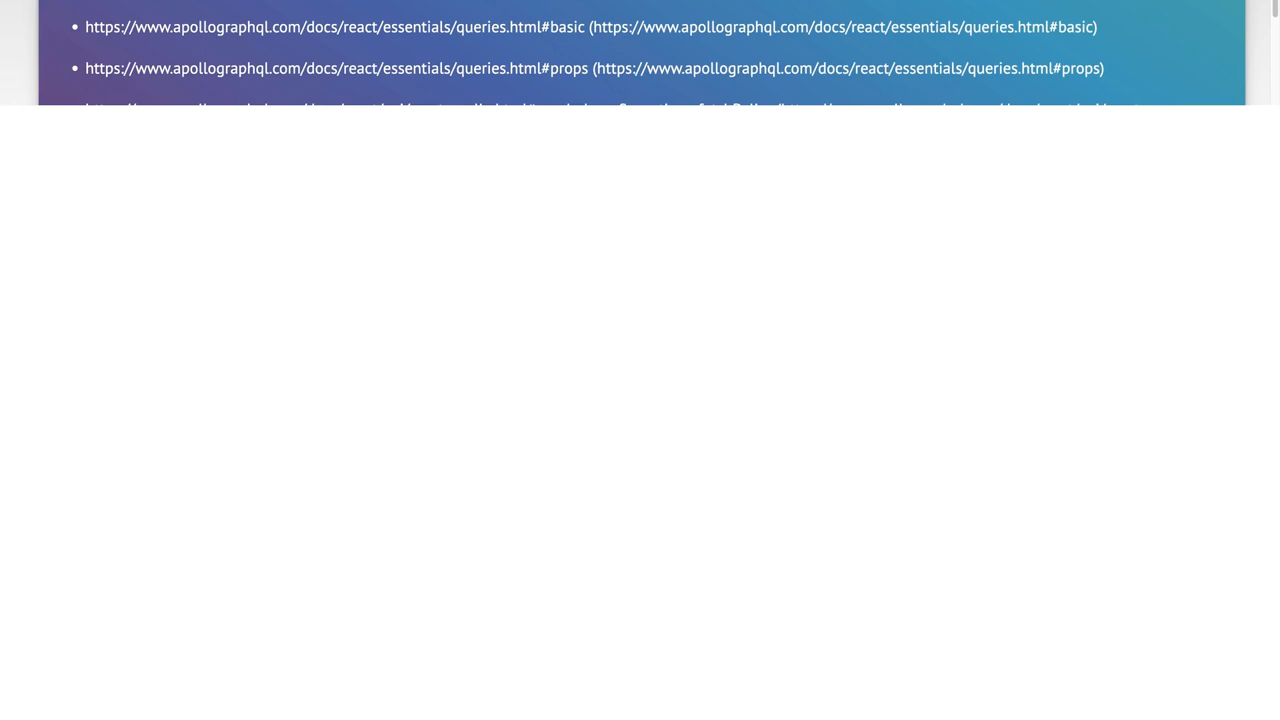 • https://www.apollographql.com/docs/react/essentials/queries.html#basic (https://www.apollographql.com/docs/react/essentials/queries.html#basic)
• https://www.apollographql.com/docs/react/essentials/queries.html#props (https://www.apollographql.com/docs/react/essentials/queries.html#props)